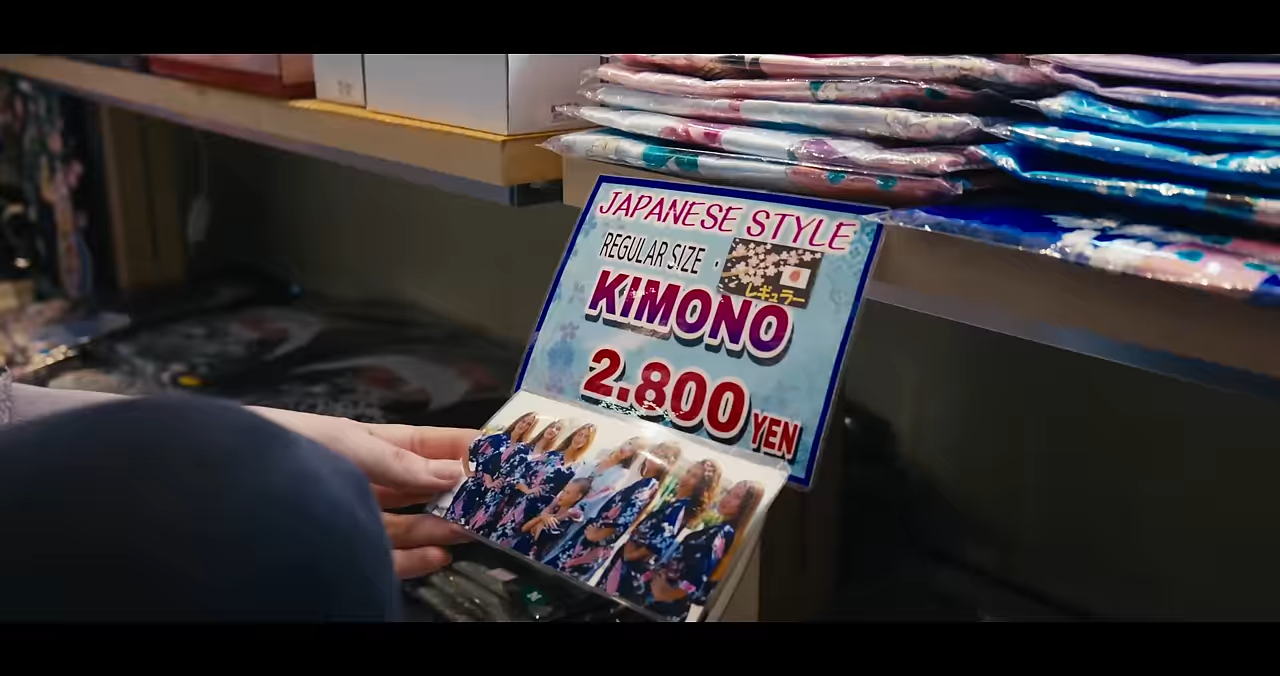 JAPANESE STYLE
REGULAR SIZE ·
レギュラー
KIMONO
2.800 YEN